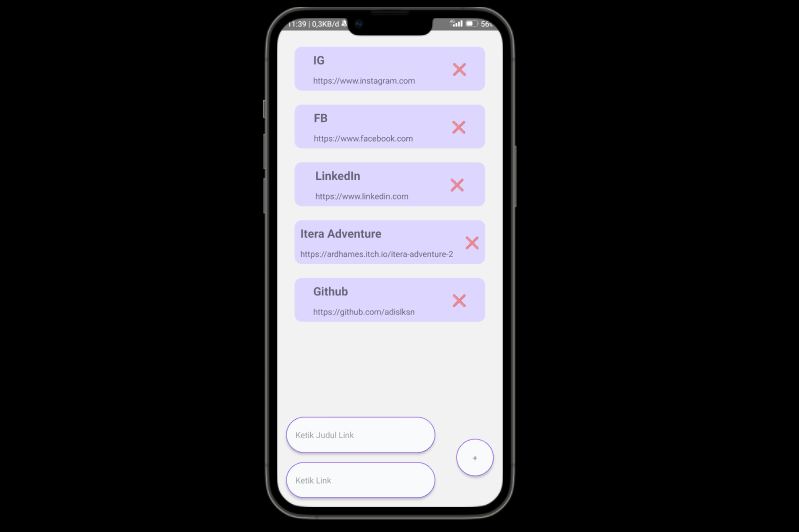 11:39 | 0,3KB/d
56
IG
https://www.instagram.com
FB
https://www.facebook.com
LinkedIn
https://www.linkedin.com
Itera Adventure
https://ardhames.itch.io/itera-adventure-2
Github
https://github.com/adislksn
Ketik Judul Link
+
Ketik Link